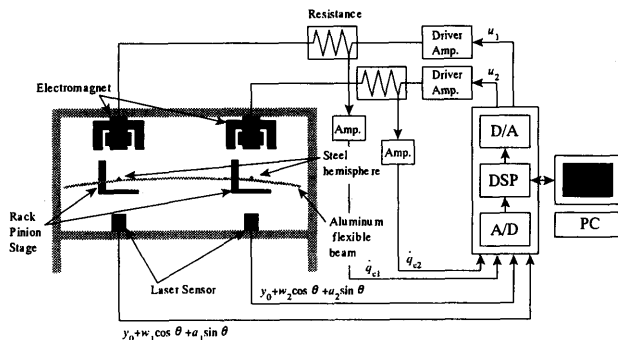 Resistance
Driver
Amp.
u₁
Driver
Amp.
u₂
Electromagnet
Amp.
Amp.
D/A
Steel
hemisphere
DSP
Rack
Pinion
Stage
Aluminum
flexible
beam
A/D
PC
Laser Sensor
q̇c1
q̇c2
y₀+w₂cos θ+a₂sin θ
y₀+w₁cos θ+a₁sin θ